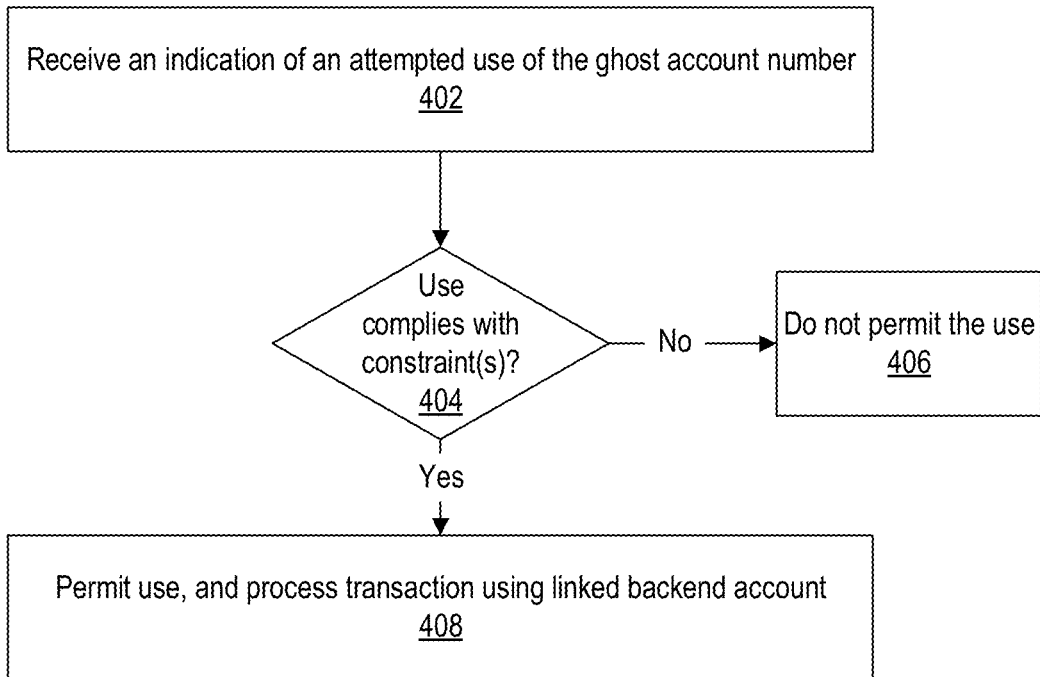 Receive an indication of an attempted use of the ghost account number
402
Use
complies with
constraint(s)?
404
No
Do not permit the use
406
Yes
Permit use, and process transaction using linked backend account
408